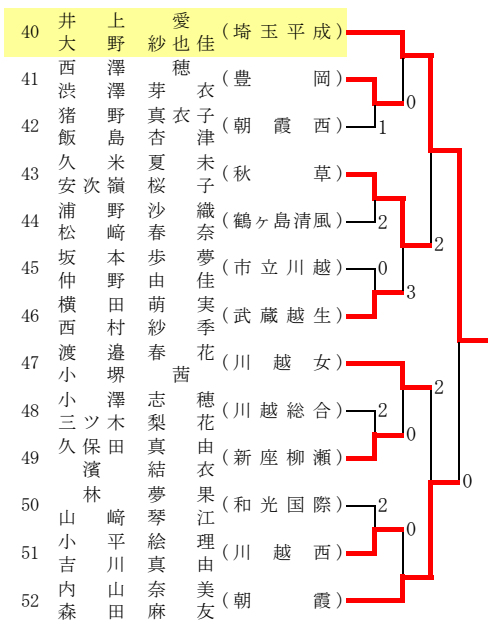 40 井上愛 (埼玉平成)
大野紗也佳
0
41 西澤穂 (豊岡)
渋澤芽衣
42 猪野真衣子 (朝霞西) 1
飯島杏津
43 久米夏未 (秋草)
安次嶺桜子
44 浦野沙織 (鶴ヶ島清風) 2
松﨑春奈
2
45 坂本歩夢 (市立川越) 0
仲野由佳
3
46 横田萌実 (武蔵越生)
西村紗季
47 渡邉春花 (川越女)
小堺茜
2
48 小澤志穂 (川越総合) 2
三ツ木梨花
0
49 久保田真由 (新座柳瀬)
濱結衣
0
50 林夢果 (和光国際) 2
山﨑琴江
0
51 小平絵理 (川越西)
吉川真由
52 内山奈美 (朝霞)
森田麻友